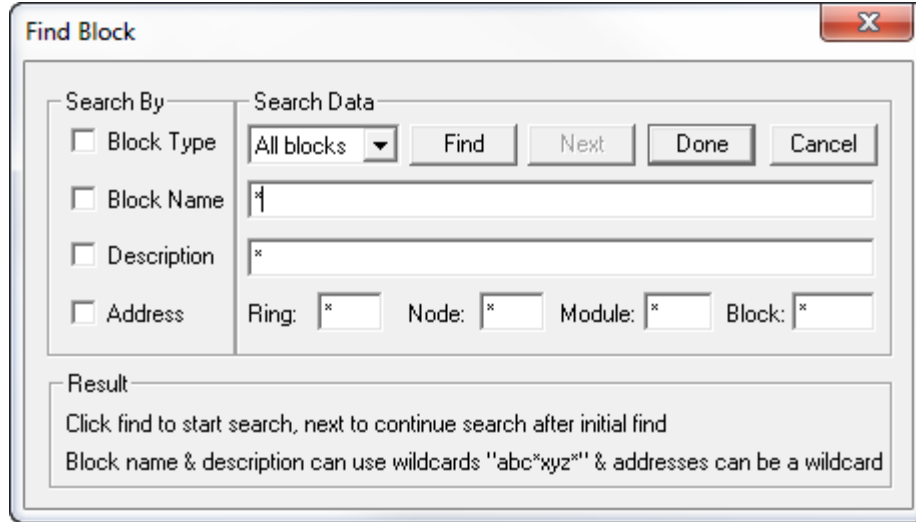 Find Block
Search By
Search Data
Block Type
All blocks
Find
Next
Done
Cancel
Block Name
*
Description
*
Address
Ring: *
Node: *
Module: *
Block: *
Result
Click find to start search, next to continue search after initial find
Block name & description can use wildcards "abc*xyz*" & addresses can be a wildcard